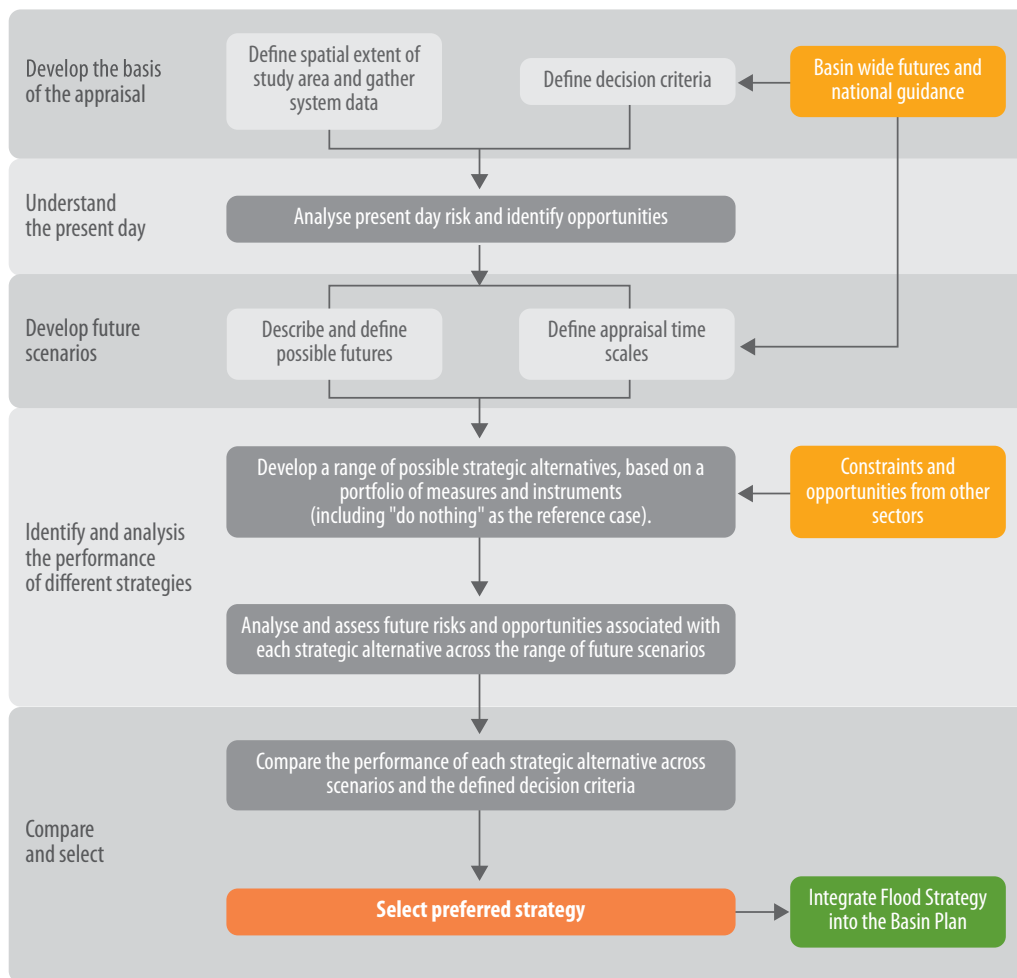 Develop the basis
of the appraisal
Define spatial extent of
study area and gather
system data
Define decision criteria
Basin wide futures and
national guidance
Understand
the present day
Analyse present day risk and identify opportunities
Develop future
scenarios
Describe and define
possible futures
Define appraisal time
scales
Identify and analysis
the performance
of different strategies
Develop a range of possible strategic alternatives, based on a
portfolio of measures and instruments
(including "do nothing" as the reference case).
Constraints and
opportunities from other
sectors
Analyse and assess future risks and opportunities associated with
each strategic alternative across the range of future scenarios
Compare
and select
Compare the performance of each strategic alternative across
scenarios and the defined decision criteria
Select preferred strategy
Integrate Flood Strategy
into the Basin Plan